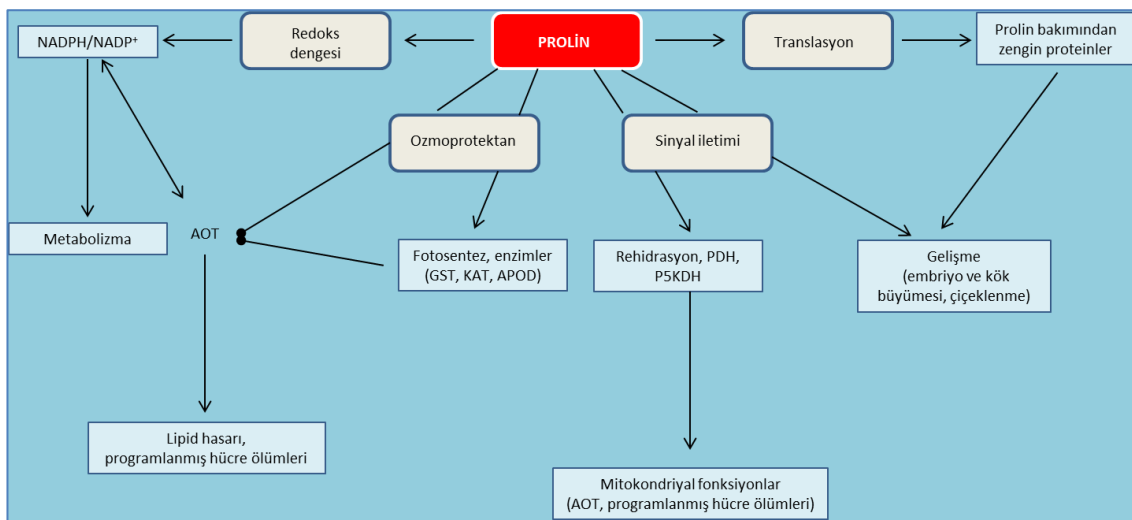 NADPH/NADP⁺
Redoks
dengesi
PROLİN
Translasyon
Prolin bakımından
zengin proteinler
Ozmoprotektan
Sinyal iletimi
Metabolizma
AOT
Fotosentez, enzimler
(GST, KAT, APOD)
Rehidrasyon, PDH,
P5KDH
Gelişme
(embriyo ve kök
büyümesi, çiçeklenme)
Lipid hasarı,
programlanmış hücre ölümleri
Mitokondriyal fonksiyonlar
(AOT, programlanmış hücre ölümleri)